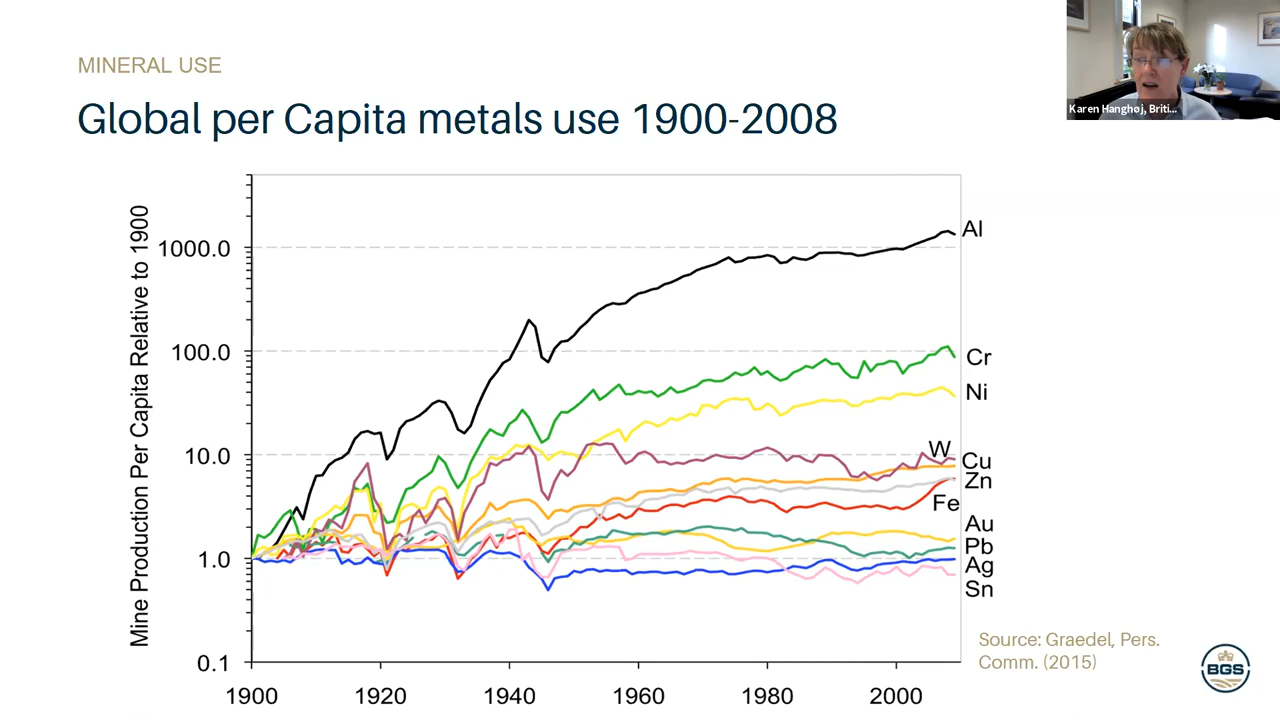 MINERAL USE
Global per Capita metals use 1900-2008
Karen Hanghøj, Briti...
Mine Production Per Capita Relative to 1900
1000.0
100.0
10.0
1.0
0.1
1900
1920
1940
1960
1980
2000
Al
Cr
Ni
W
Cu
Zn
Fe
Au
Pb
Ag
Sn
Source: Graedel, Pers.
Comm. (2015)
BGS